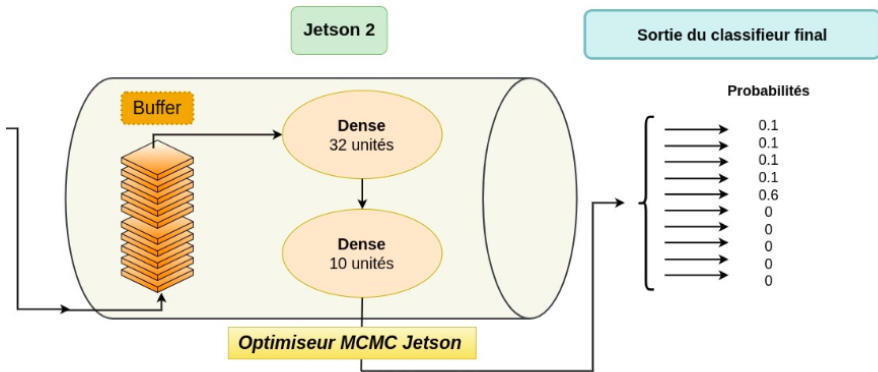 Jetson 2
Sortie du classifieur final
Buffer
Dense
32 unités
Dense
10 unités
Optimiseur MCMC Jetson
Probabilités
0.1
0.1
0.1
0.1
0.6
0
0
0
0
0